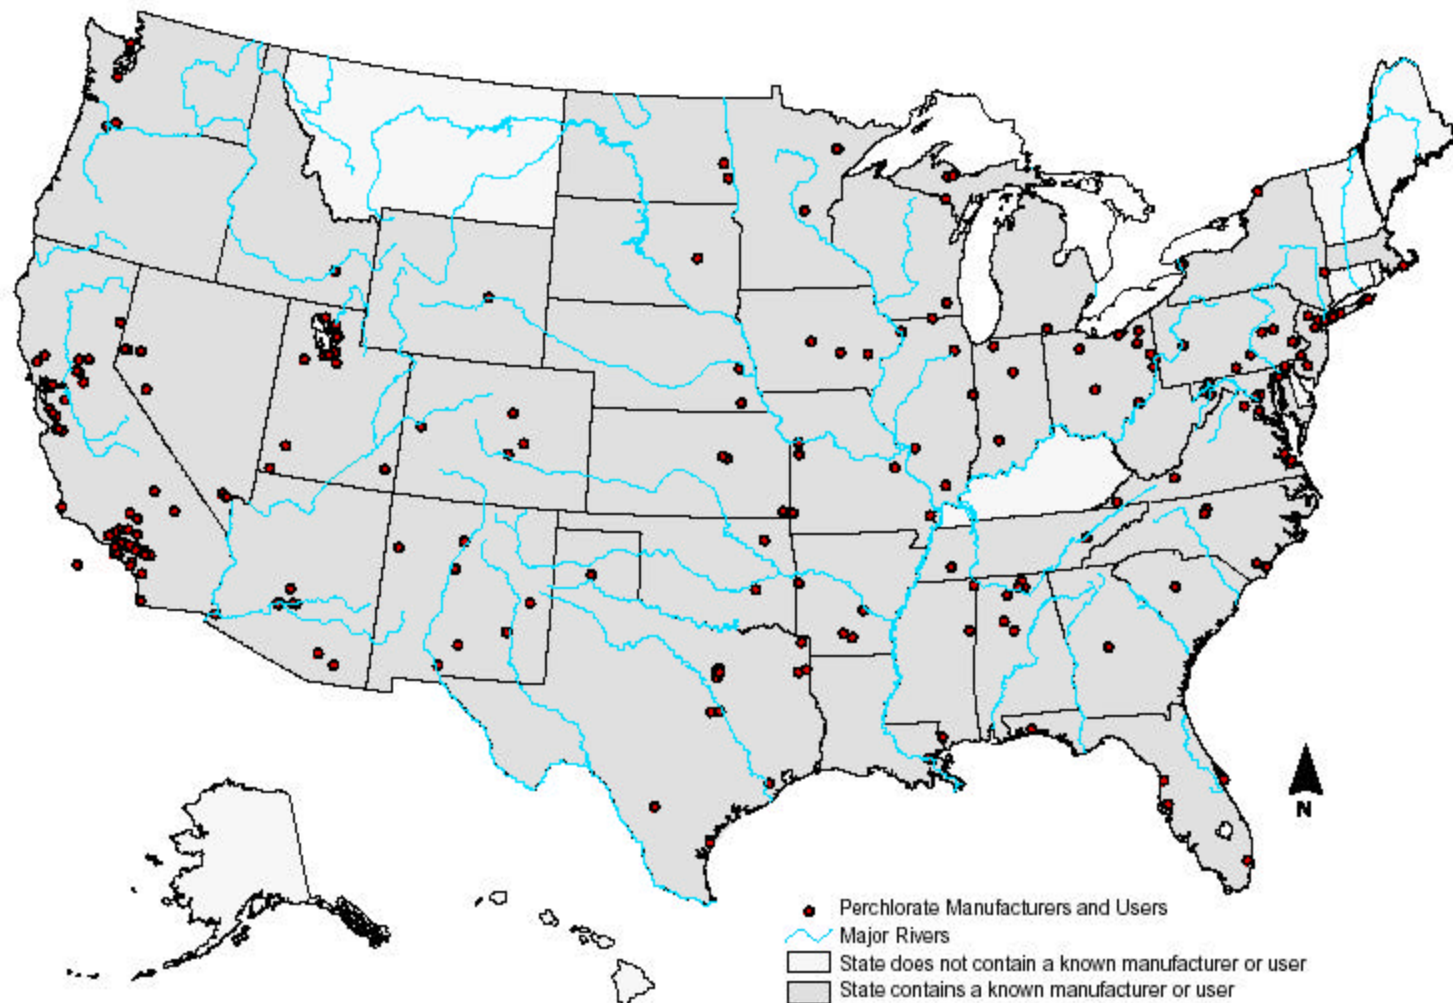 N
Perchlorate Manufacturers and Users
Major Rivers
State does not contain a known manufacturer or user
State contains a known manufacturer or user